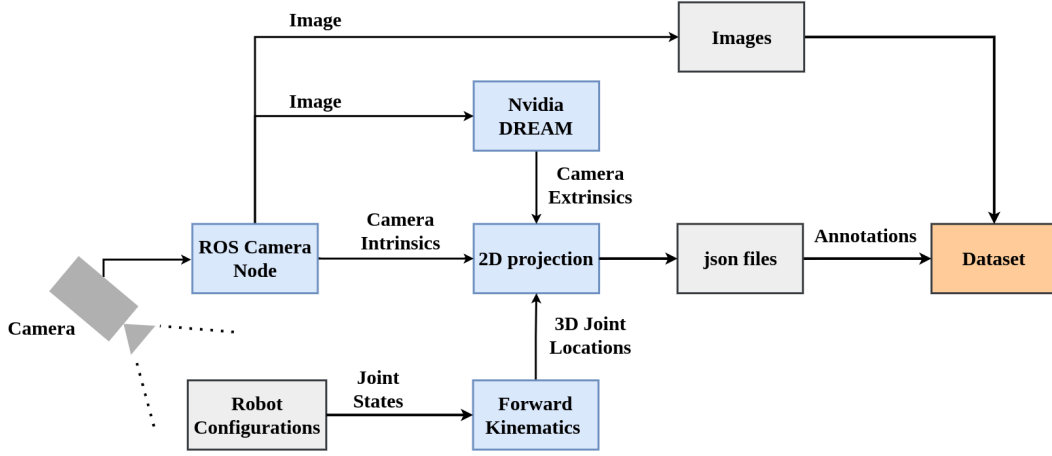 Image
Images
Image
Nvidia
DREAM
Camera
Extrinsics
ROS Camera
Node
Camera
Intrinsics
2D projection
json files
Annotations
Dataset
Camera
3D Joint
Locations
Robot
Configurations
Joint
States
Forward
Kinematics